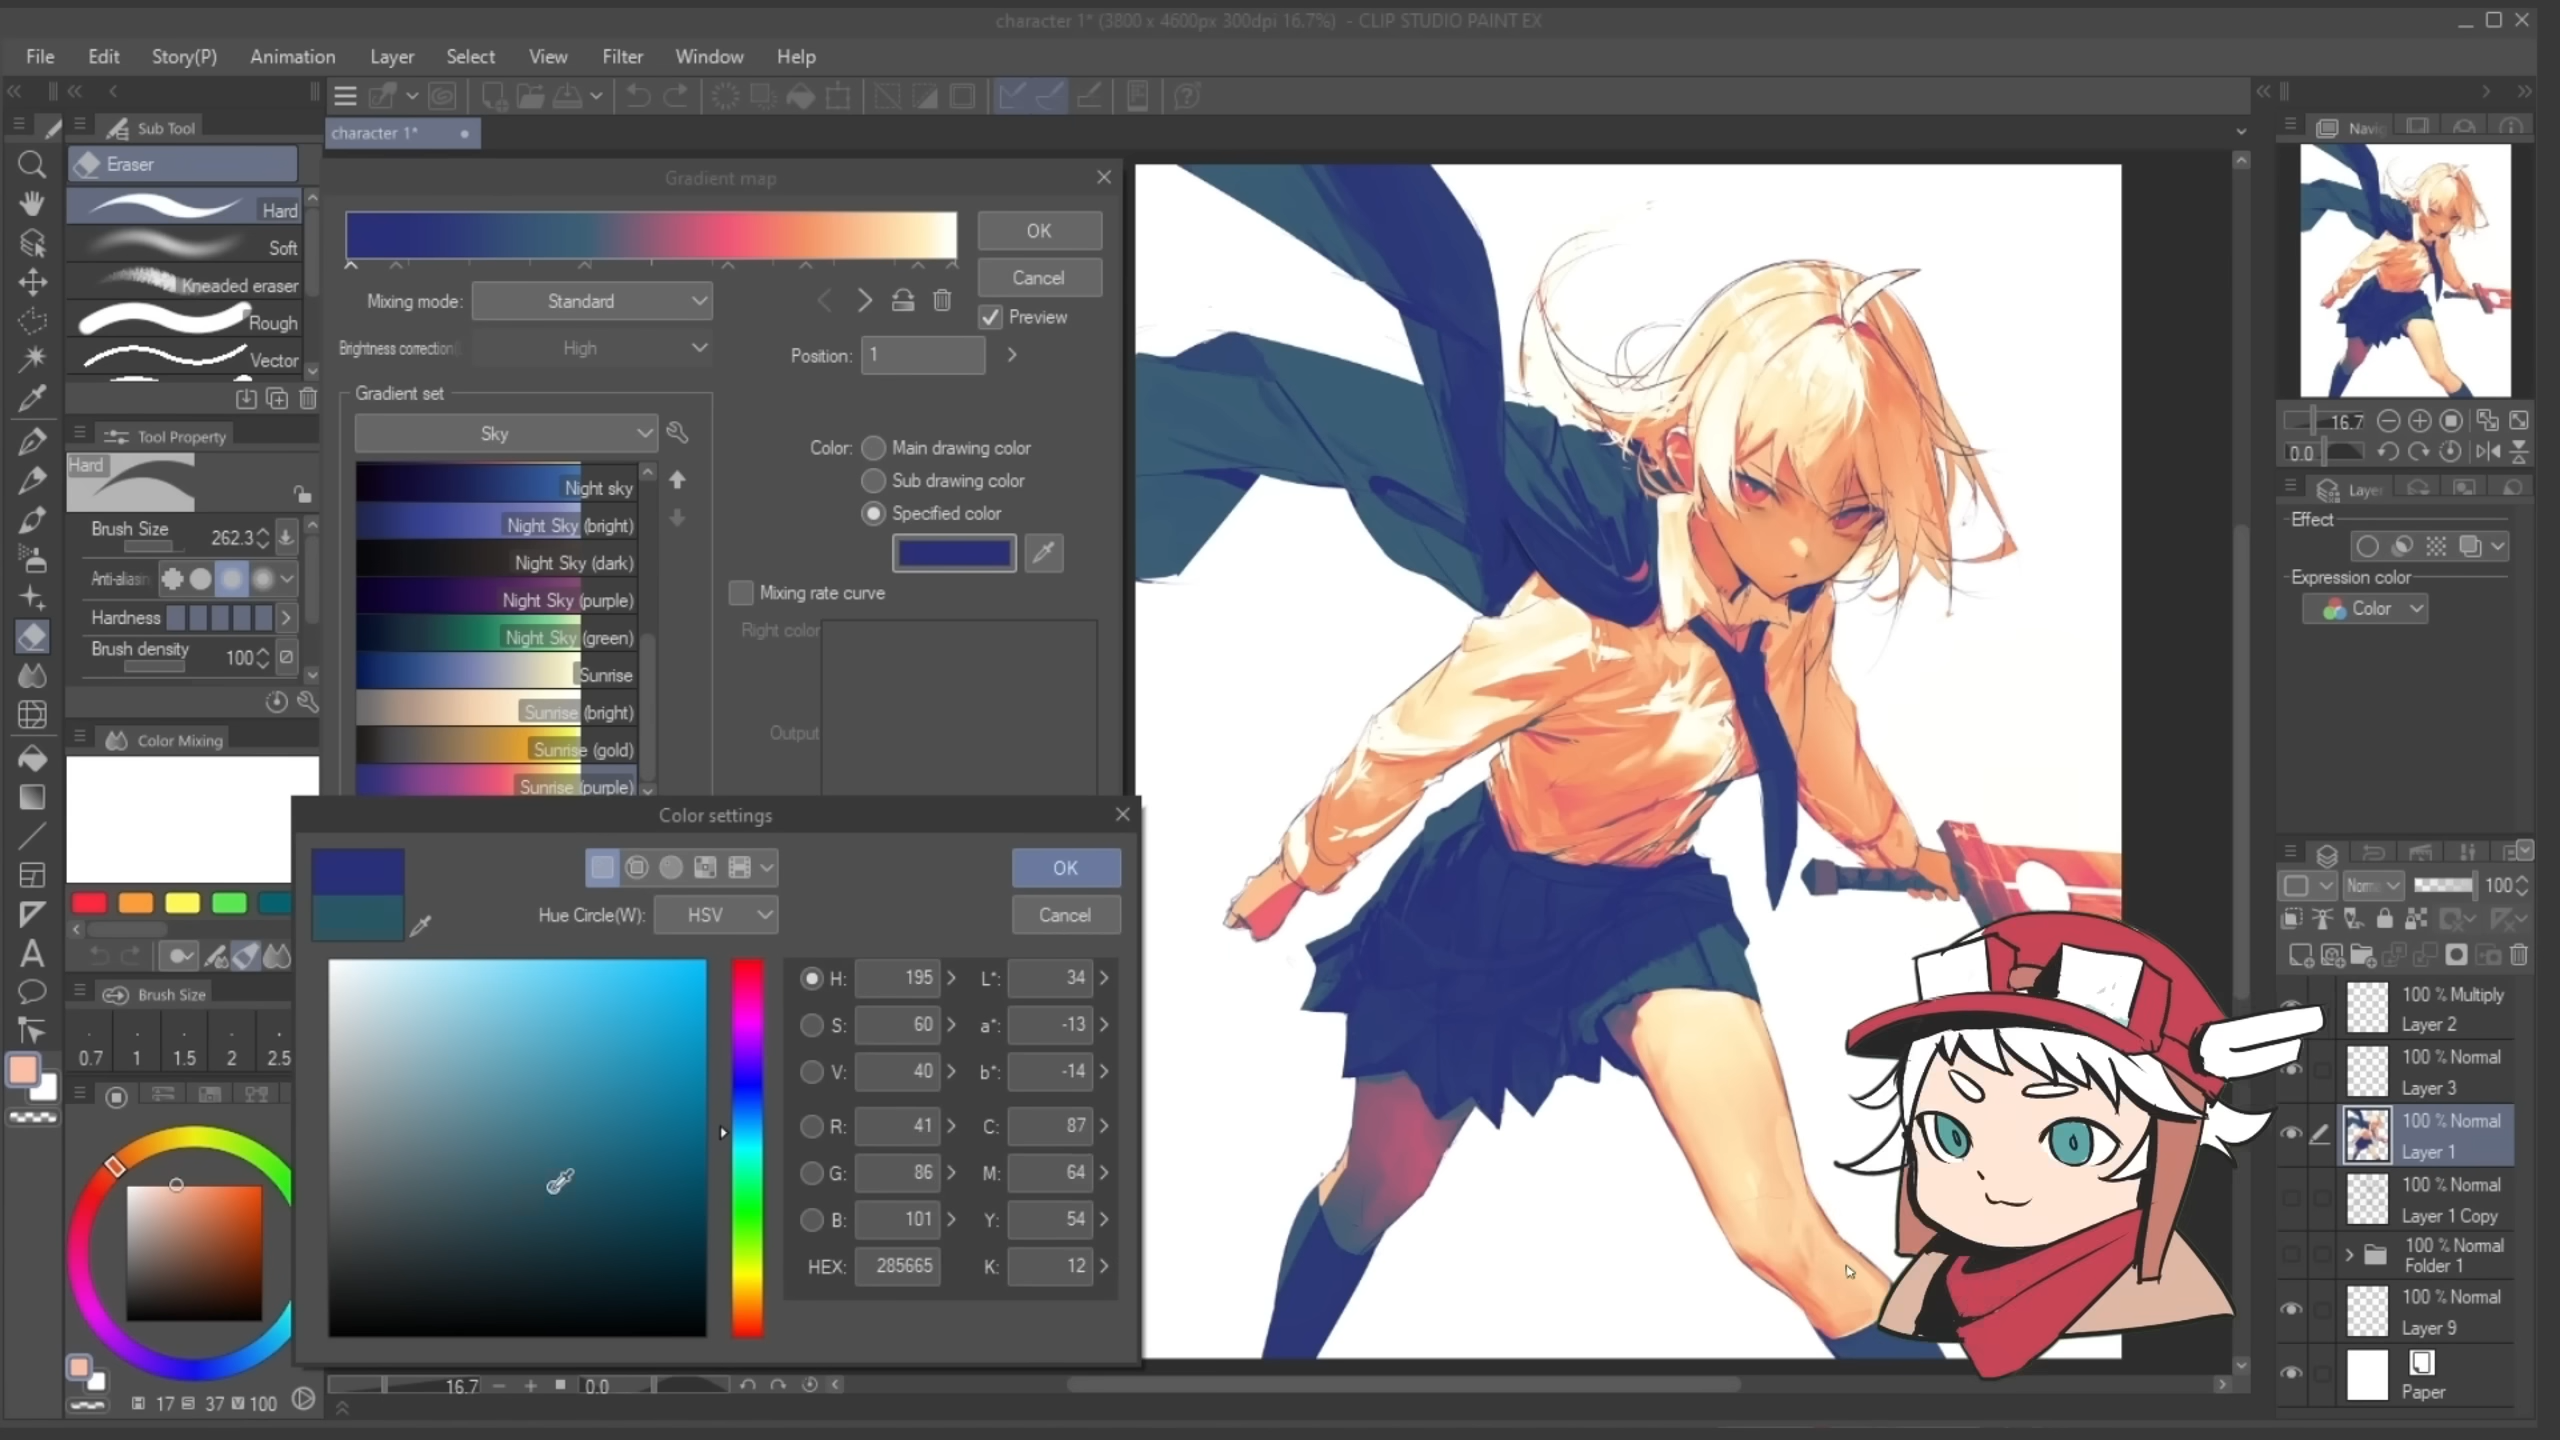 character 1* (3800 x 4600px 300dpi 16.7%) - CLIP STUDIO PAINT EX
File Edit Story(P) Animation Layer Select View Filter Window Help
Sub Tool
Eraser
Hard
Soft
Kneaded eraser
Rough
Vector
Tool Property
Hard
Brush Size 262.3
Anti-aliasin
Hardness
Brush density 100
Color Mixing
Brush Size
0.7 1 1.5 2 2.5
17 37 100
character 1*
Gradient map
OK
Cancel
Preview
Mixing mode: Standard
Brightness correction High
Position: 1
Gradient set
Sky
Night sky
Night Sky (bright)
Night Sky (dark)
Night Sky (purple)
Night Sky (green)
Sunrise
Sunrise (bright)
Sunrise (gold)
Sunrise (purple)
Color: Main drawing color
Sub drawing color
Specified color
Mixing rate curve
Right color
Output
Color settings
OK
Cancel
Hue Circle(W): HSV
H: 195 L*: 34
S: 60 a*: -13
V: 40 b*: -14
R: 41 C: 87
G: 86 M: 64
B: 101 Y: 54
HEX: 285665 K: 12
16.7 0.0
Navig
16.7
0.0
Layer
Effect
Expression color
Color
Norm 100
100 % Multiply
Layer 2
100 % Normal
Layer 3
100 % Normal
Layer 1
100 % Normal
Layer 1 Copy
100 % Normal
Folder 1
100 % Normal
Layer 9
Paper